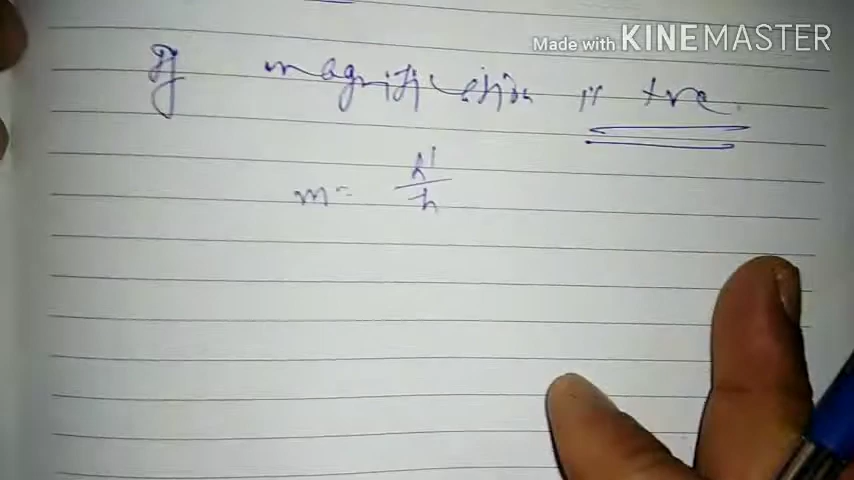 Made with KINEMASTER
If magnification is +ve.
m = h'/h